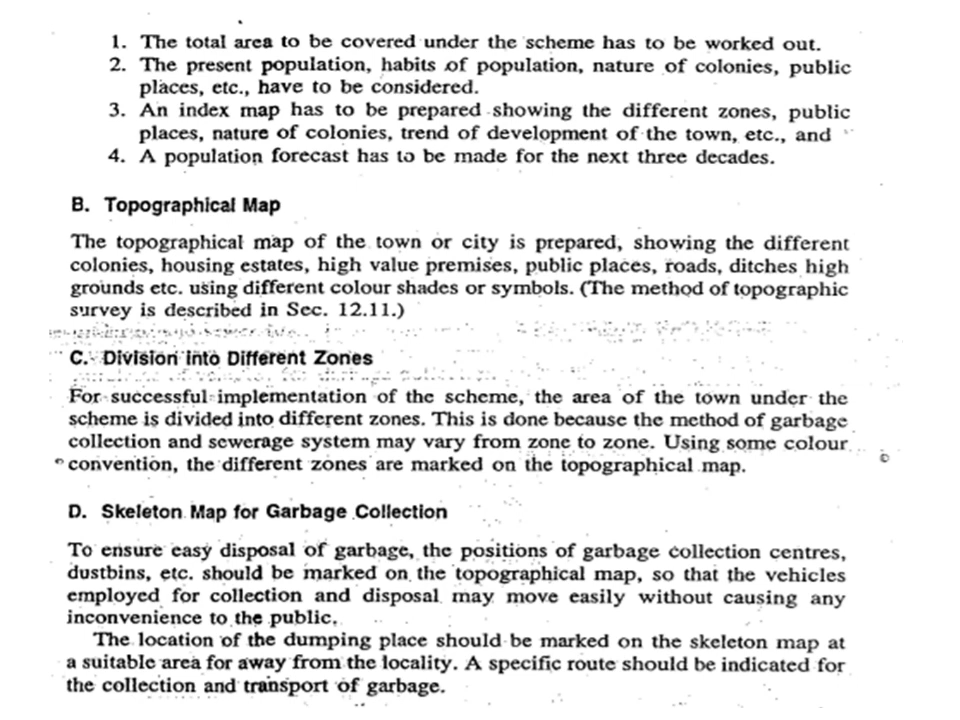 1. The total area to be covered under the scheme has to be worked out.
2. The present population, habits of population, nature of colonies, public
places, etc., have to be considered.
3. An index map has to be prepared showing the different zones, public
places, nature of colonies, trend of development of the town, etc., and
4. A population forecast has to be made for the next three decades.
B. Topographical Map
The topographical map of the town or city is prepared, showing the different
colonies, housing estates, high value premises, public places, roads, ditches high
grounds etc. using different colour shades or symbols. (The method of topographic
survey is described in Sec. 12.11.)
C. Division into Different Zones
For successful implementation of the scheme, the area of the town under the
scheme is divided into different zones. This is done because the method of garbage
collection and sewerage system may vary from zone to zone. Using some colour
convention, the different zones are marked on the topographical map.
D. Skeleton Map for Garbage Collection
To ensure easy disposal of garbage, the positions of garbage collection centres,
dustbins, etc. should be marked on the topographical map, so that the vehicles
employed for collection and disposal may move easily without causing any
inconvenience to the public.
The location of the dumping place should be marked on the skeleton map at
a suitable area for away from the locality. A specific route should be indicated for
the collection and transport of garbage.